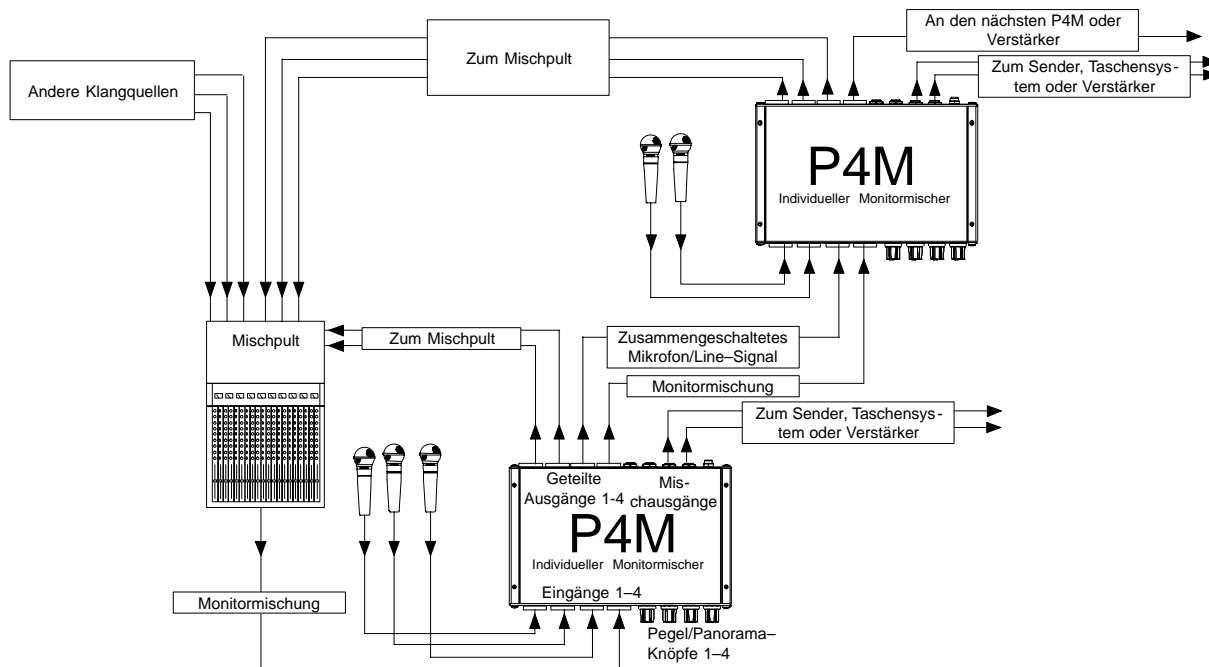 An den nächsten P4M oder
Verstärker
Zum Mischpult
Zum Sender, Taschensys-
tem oder Verstärker
Andere Klangquellen
P4M
Individueller Monitormischer
Mischpult
Zum Mischpult
Zusammengeschaltetes
Mikrofon/Line–Signal
Monitormischung
Zum Sender, Taschensys-
tem oder Verstärker
Geteilte
Ausgänge 1-4
Mis-
chausgänge
P4M
Individueller Monitormischer
Eingänge 1–4
Monitormischung
Pegel/Panorama–
Knöpfe 1–4